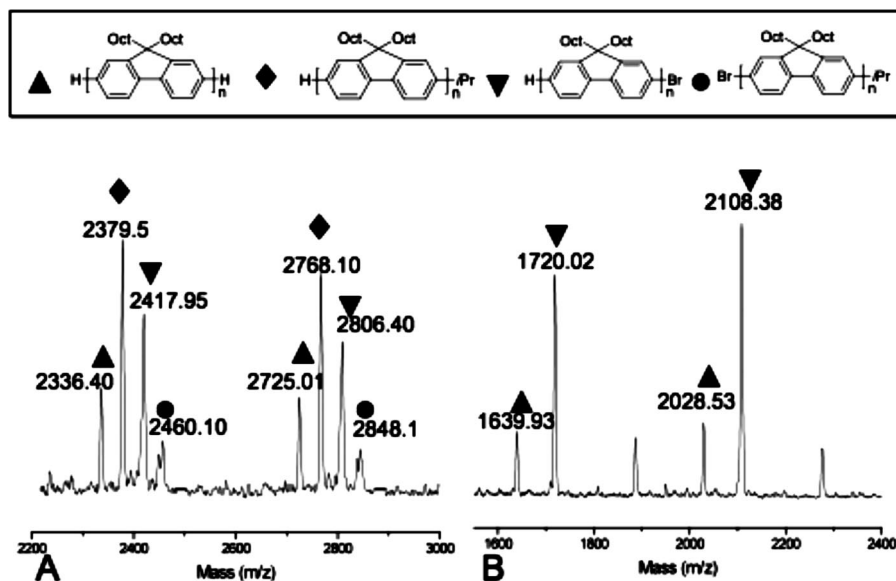 Oct Oct Oct Oct Oct Oct Oct Oct
H H n H iPr n H Br n Br iPr n
2379.5
2417.95
2336.40
2460.10
2768.10
2806.40
2725.01
2848.1
2200 2400 2600 2800 3000
A Mass (m/z)
2108.38
1720.02
1639.93
2028.53
1600 1800 2000 2200 2400
B Mass (m/z)